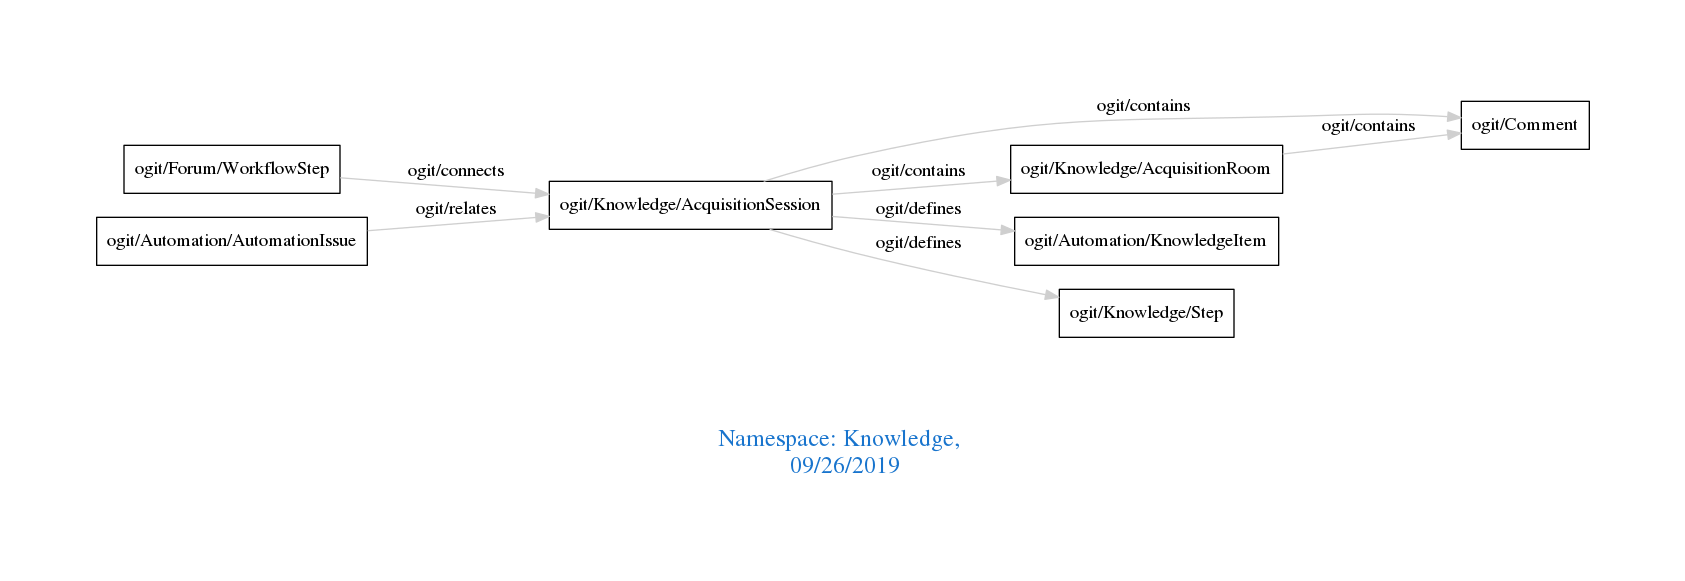 ogit/contains
ogit/Comment
ogit/contains
ogit/Forum/WorkflowStep
ogit/connects
ogit/contains
ogit/Knowledge/AcquisitionRoom
ogit/Knowledge/AcquisitionSession
ogit/relates
ogit/defines
ogit/Automation/AutomationIssue
ogit/Automation/KnowledgeItem
ogit/defines
ogit/Knowledge/Step
Namespace: Knowledge,
09/26/2019